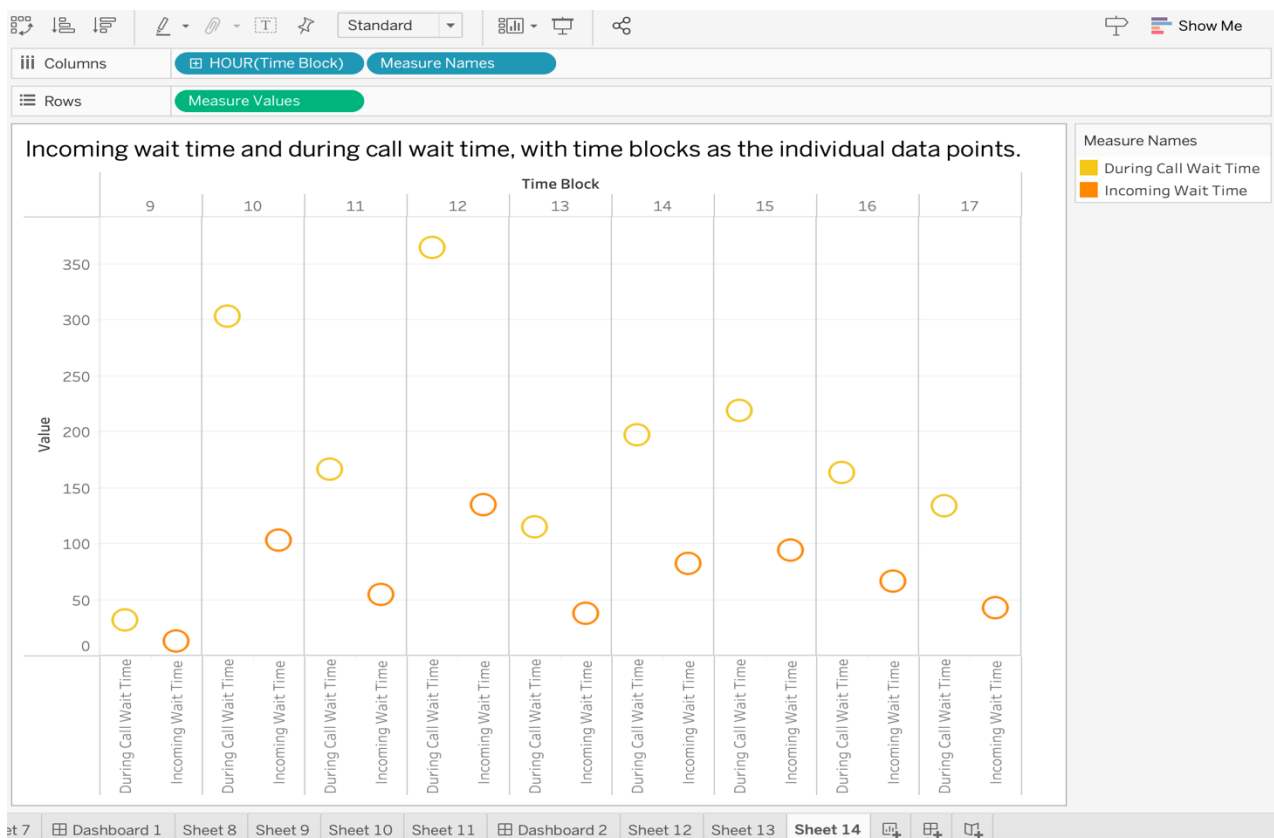 Standard
Show Me
Columns
HOUR(Time Block)
Measure Names
Rows
Measure Values
Incoming wait time and during call wait time, with time blocks as the individual data points.
Measure Names
During Call Wait Time
Incoming Wait Time
Time Block
9 10 11 12 13 14 15 16 17
350
300
250
200
150
100
50
0
Value
During Call Wait Time
Incoming Wait Time
During Call Wait Time
Incoming Wait Time
During Call Wait Time
Incoming Wait Time
During Call Wait Time
Incoming Wait Time
During Call Wait Time
Incoming Wait Time
During Call Wait Time
Incoming Wait Time
During Call Wait Time
Incoming Wait Time
During Call Wait Time
Incoming Wait Time
During Call Wait Time
Incoming Wait Time
et 7 Dashboard 1 Sheet 8 Sheet 9 Sheet 10 Sheet 11 Dashboard 2 Sheet 12 Sheet 13 Sheet 14